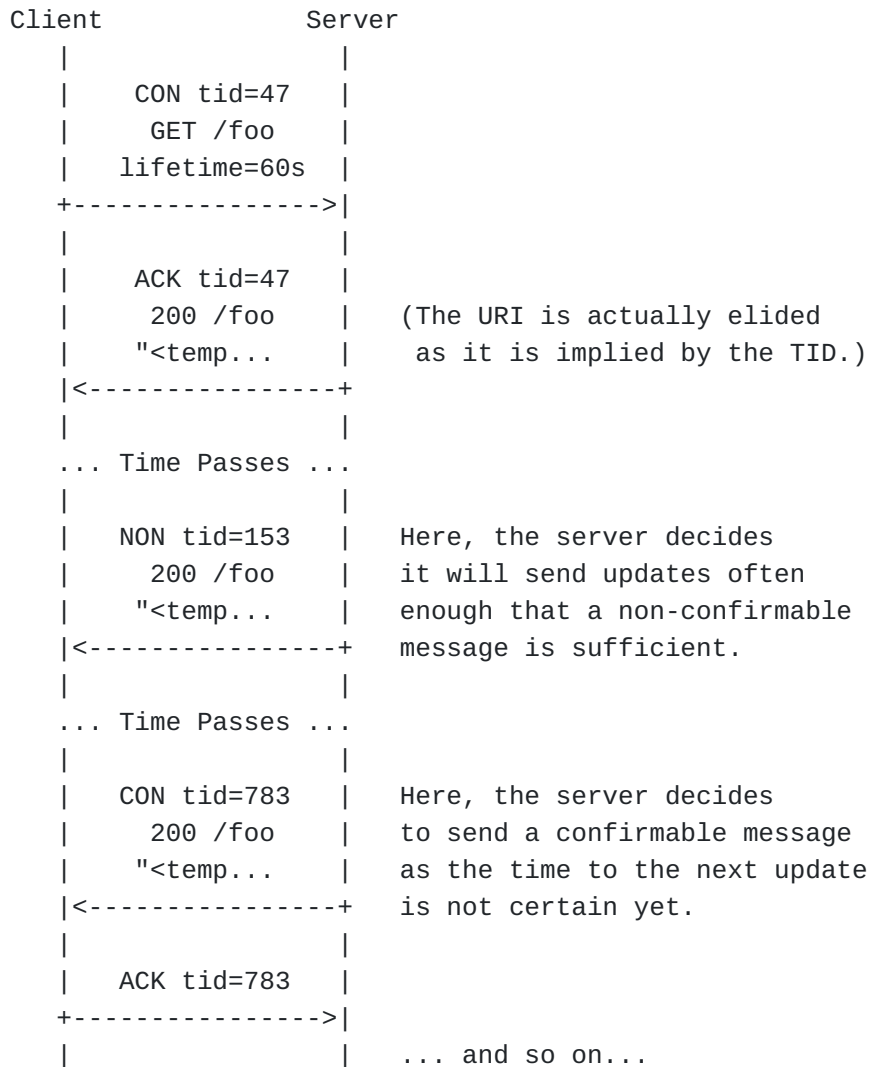 Client Server
CON tid=47
GET /foo
lifetime=60s
+---------------->|
ACK tid=47
200 /foo (The URI is actually elided
"<temp... as it is implied by the TID.)
|<----------------+
... Time Passes ...
NON tid=153 Here, the server decides
200 /foo it will send updates often
"<temp... enough that a non-confirmable
|<----------------+ message is sufficient.
... Time Passes ...
CON tid=783 Here, the server decides
200 /foo to send a confirmable message
"<temp... as the time to the next update
|<----------------+ is not certain yet.
ACK tid=783
+---------------->|
... and so on...